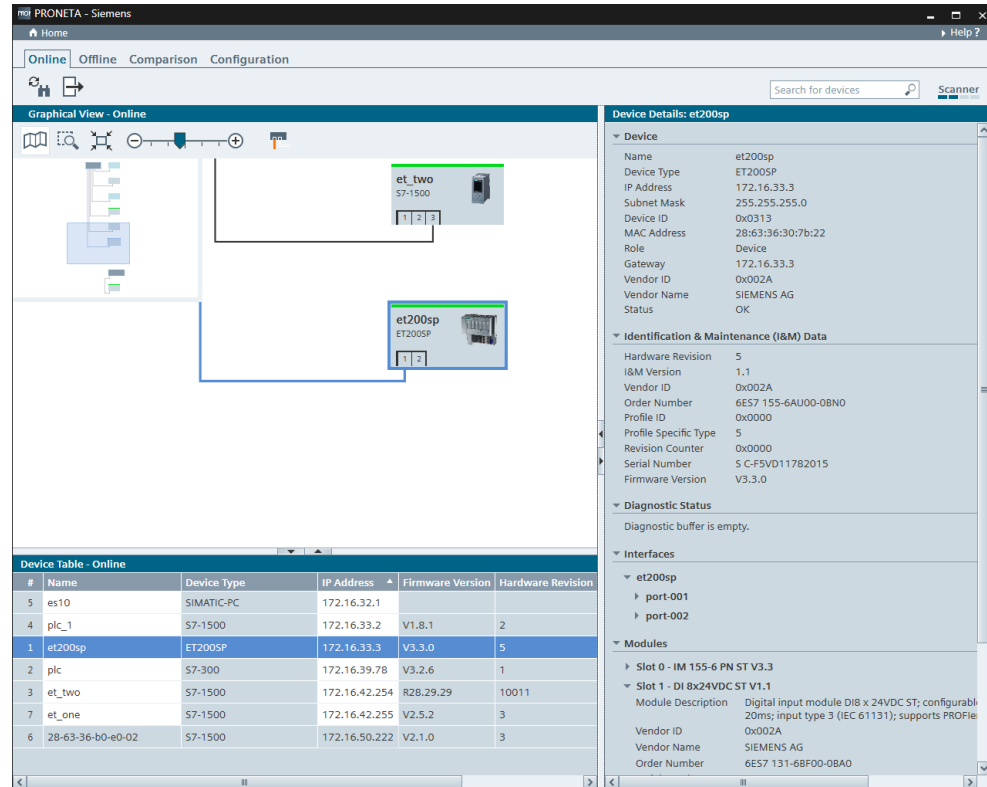 PRONETA - Siemens
Home
Help ?
Online Offline Comparison Configuration
Search for devices
Scanner
Graphical View - Online
et_two
S7-1500
1 2 3
et200sp
ET200SP
1 2
Device Table - Online
# Name Device Type IP Address Firmware Version Hardware Revision
5 es10 SIMATIC-PC 172.16.32.1
4 plc_1 S7-1500 172.16.33.2 V1.8.1 2
1 et200sp ET200SP 172.16.33.3 V3.3.0 5
2 plc S7-300 172.16.39.78 V3.2.6 1
3 et_two S7-1500 172.16.42.254 R28.29.29 10011
7 et_one S7-1500 172.16.42.255 V2.5.2 3
6 28-63-36-b0-e0-02 S7-1500 172.16.50.222 V2.1.0 3
Device Details: et200sp
Device
Name et200sp
Device Type ET200SP
IP Address 172.16.33.3
Subnet Mask 255.255.255.0
Device ID 0x0313
MAC Address 28:63:36:30:7b:22
Role Device
Gateway 172.16.33.3
Vendor ID 0x002A
Vendor Name SIEMENS AG
Status OK
Identification & Maintenance (I&M) Data
Hardware Revision 5
I&M Version 1.1
Vendor ID 0x002A
Order Number 6ES7 155-6AU00-0BN0
Profile ID 0x0000
Profile Specific Type 5
Revision Counter 0x0000
Serial Number S C-F5VD11782015
Firmware Version V3.3.0
Diagnostic Status
Diagnostic buffer is empty.
Interfaces
et200sp
port-001
port-002
Modules
Slot 0 - IM 155-6 PN ST V3.3
Slot 1 - DI 8x24VDC ST V1.1
Module Description Digital input module DI8 x 24VDC ST; configurabl
20ms; input type 3 (IEC 61131); supports PROFIe
Vendor ID 0x002A
Vendor Name SIEMENS AG
Order Number 6ES7 131-6BF00-0BA0